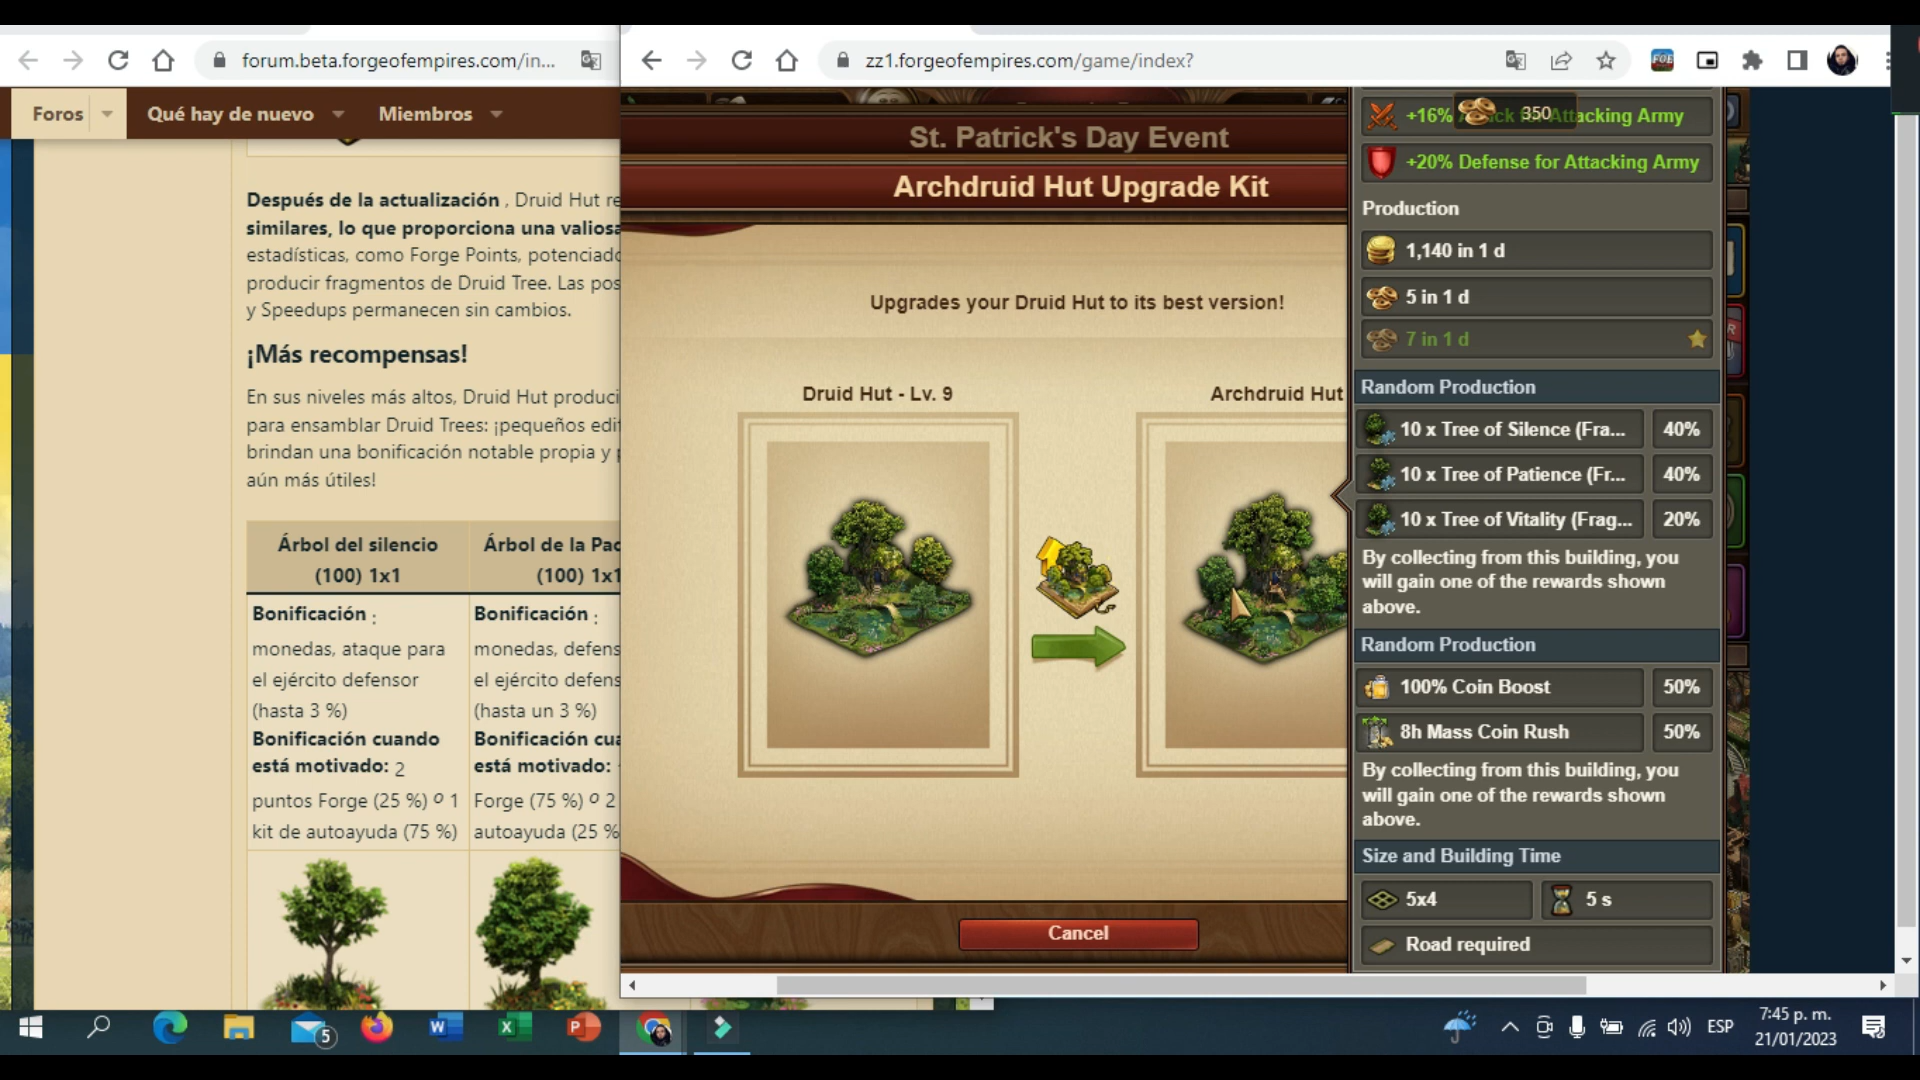 forum.beta.forgeofempires.com/in...
Foros
Qué hay de nuevo
Miembros
Después de la actualización , Druid Hut re
similares, lo que proporciona una valiosa
estadísticas, como Forge Points, potenciado
producir fragmentos de Druid Tree. Las pos
y Speedups permanecen sin cambios.
¡Más recompensas!
En sus niveles más altos, Druid Hut produci
para ensamblar Druid Trees: ¡pequeños edif
brindan una bonificación notable propia y p
aún más útiles!
Árbol del silencio
(100) 1x1
Árbol de la Pac
(100) 1x1
Bonificación :
monedas, ataque para
el ejército defensor
(hasta 3 %)
Bonificación cuando
está motivado: 2
puntos Forge (25 %) o 1
kit de autoayuda (75 %)
Bonificación :
monedas, defens
el ejército defens
(hasta un 3 %)
Bonificación cua
está motivado:
Forge (75 %) o 2
autoayuda (25 %
zz1.forgeofempires.com/game/index?
St. Patrick's Day Event
Archdruid Hut Upgrade Kit
Upgrades your Druid Hut to its best version!
Druid Hut - Lv. 9
Archdruid Hut
Cancel
350
+16% Attack for Attacking Army
+20% Defense for Attacking Army
Production
1,140 in 1 d
5 in 1 d
7 in 1 d
Random Production
10 x Tree of Silence (Fra... 40%
10 x Tree of Patience (Fr... 40%
10 x Tree of Vitality (Frag... 20%
By collecting from this building, you
will gain one of the rewards shown
above.
Random Production
100% Coin Boost 50%
8h Mass Coin Rush 50%
By collecting from this building, you
will gain one of the rewards shown
above.
Size and Building Time
5x4
5 s
Road required
5
ESP
7:45 p. m.
21/01/2023